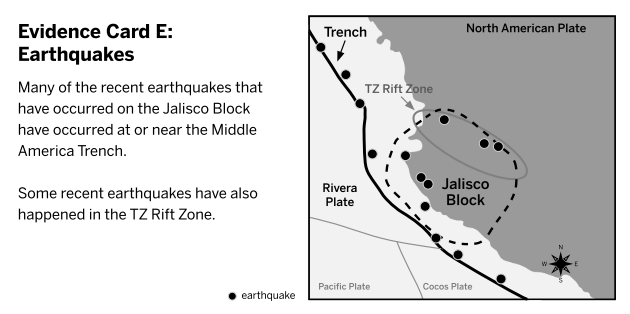 Evidence Card E:
Earthquakes
Many of the recent earthquakes that
have occurred on the Jalisco Block
have occurred at or near the Middle
America Trench.
Some recent earthquakes have also
happened in the TZ Rift Zone.
earthquake
North American Plate
Trench
TZ Rift Zone
Jalisco
Block
Rivera
Plate
N
W E
S
Pacific Plate
Cocos Plate